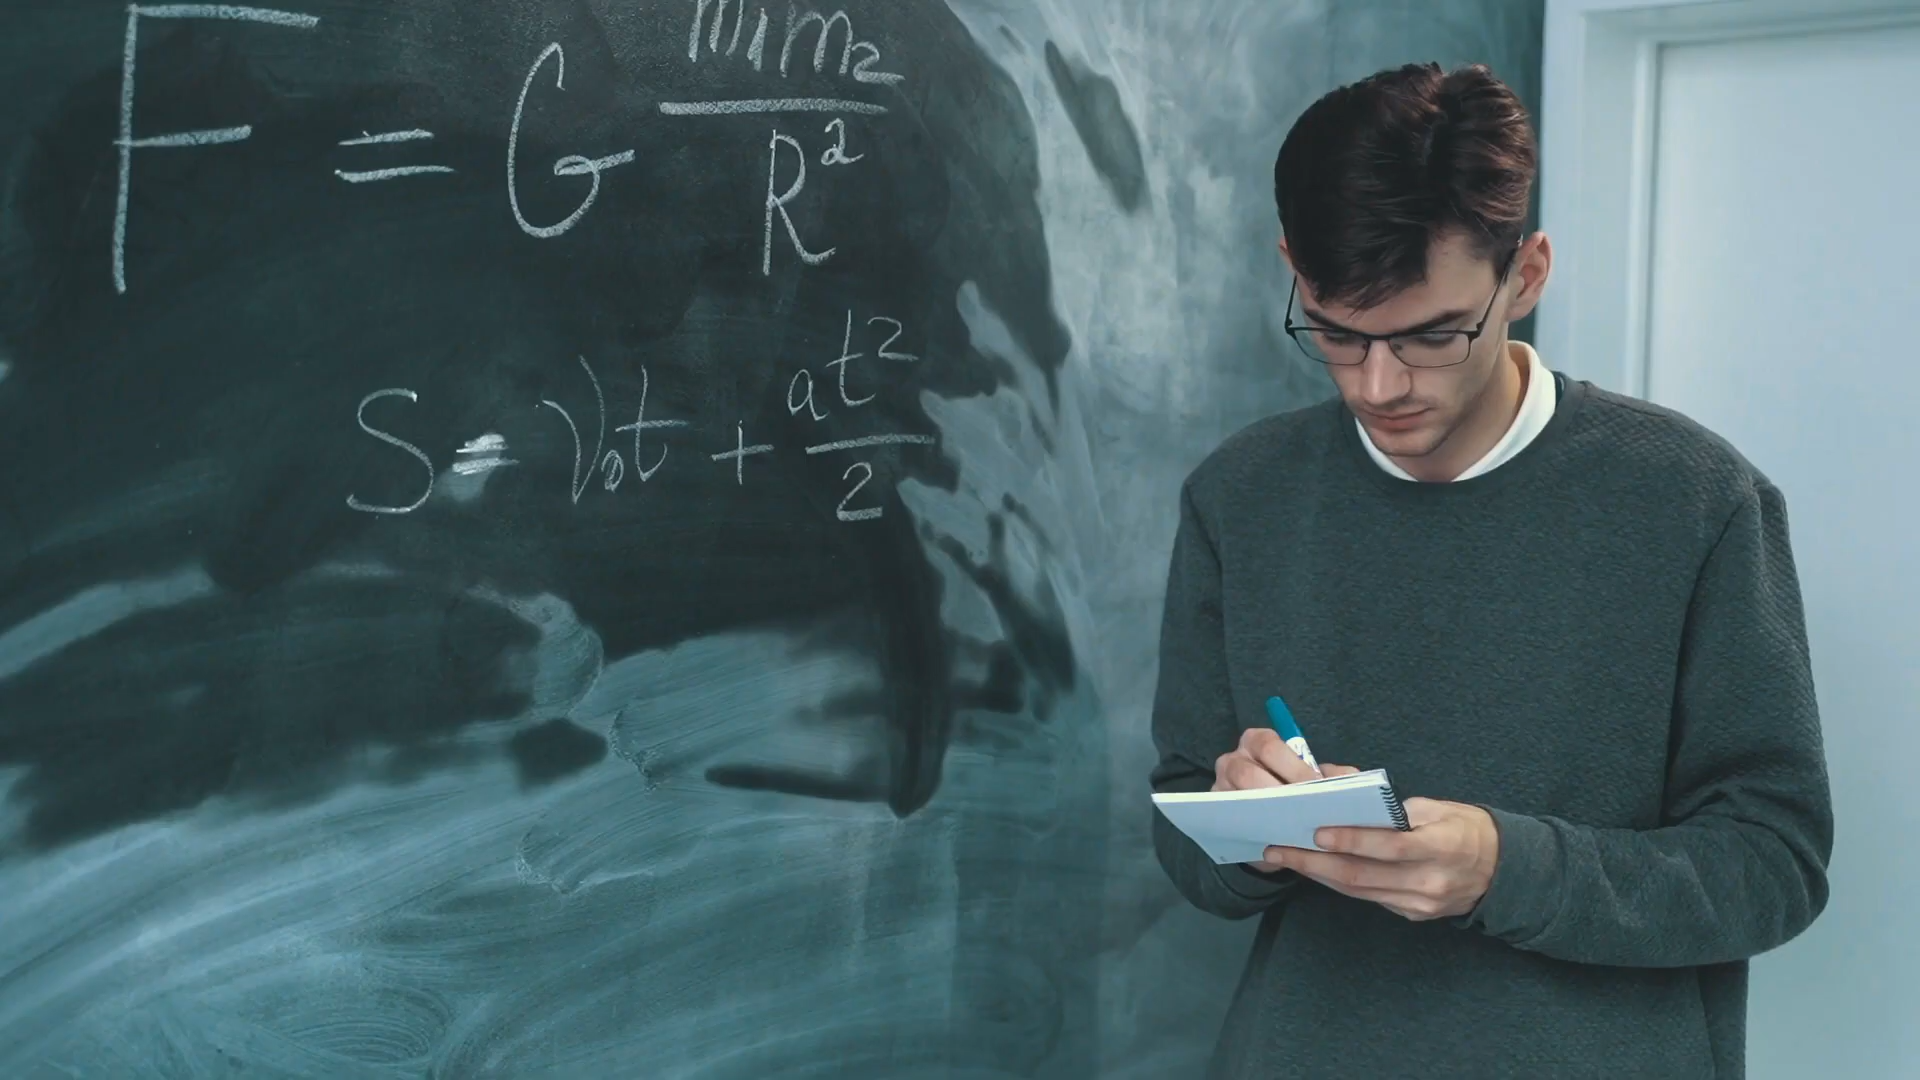 F = G m₁m₂/R²
S = V₀t + at²/2